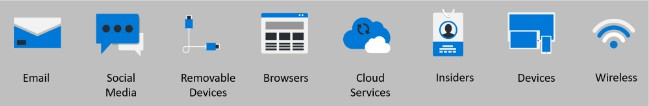 Email
Social
Media
Removable
Devices
Browsers
Cloud
Services
Insiders
Devices
Wireless